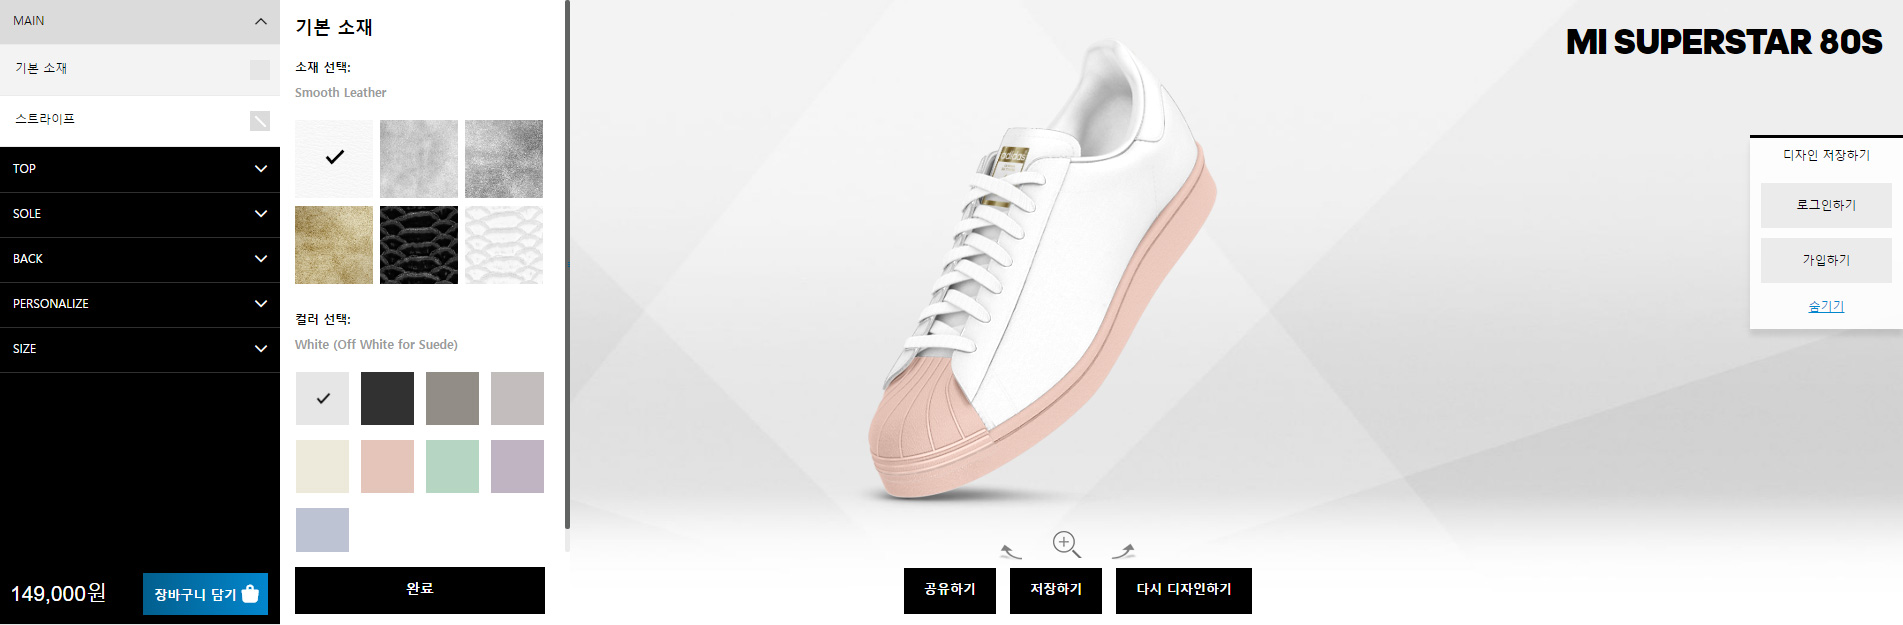 MAIN
기본 소재
스트라이프
TOP
SOLE
BACK
PERSONALIZE
SIZE
149,000원
장바구니 담기
기본 소재
소재 선택:
Smooth Leather
컬러 선택:
White (Off White for Suede)
완료
MI SUPERSTAR 80S
adidas
디자인 저장하기
로그인하기
가입하기
숨기기
공유하기
저장하기
다시 디자인하기